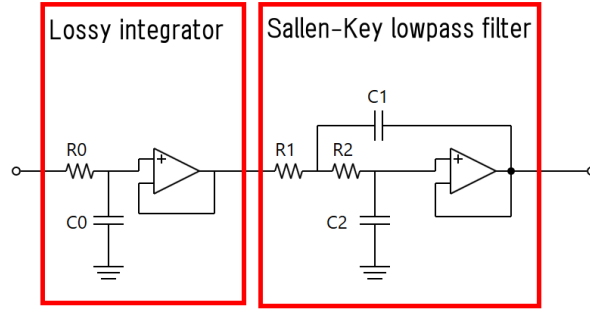 Lossy integrator
Sallen-Key lowpass filter
C1
R0
R1
R2
+
+
C0
C2